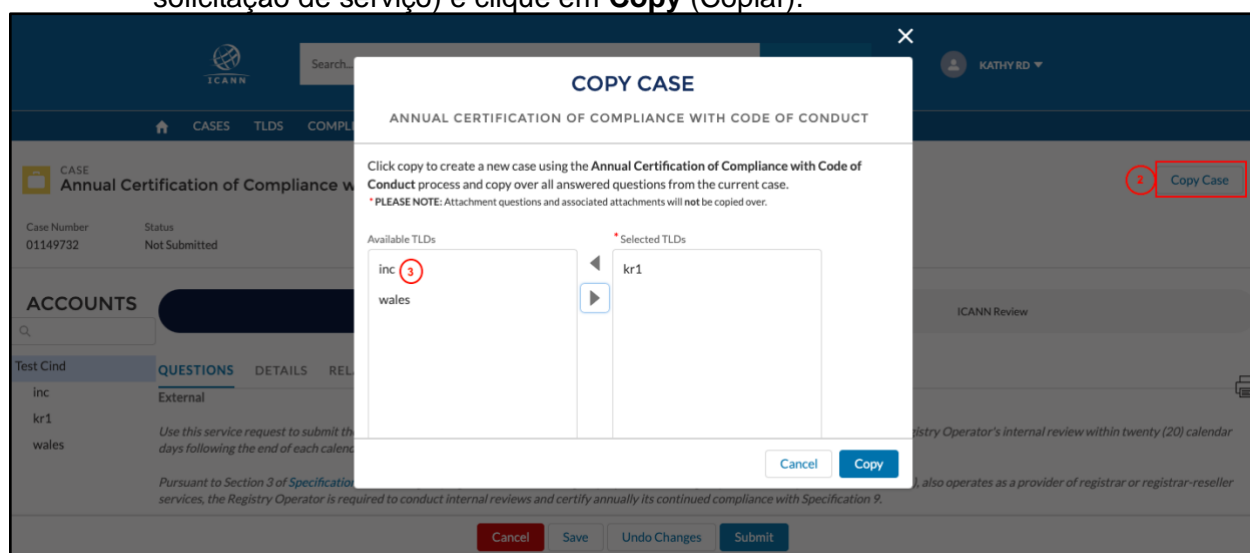 solicitação de serviço) e clique em Copy (Copiar).
ICANN
Search...
KATHY RD
CASES TLDS COMPLI
CASE
Annual Certification of Compliance w
2
Copy Case
Case Number
01149732
Status
Not Submitted
ACCOUNTS
ICANN Review
Test Cind
inc
kr1
wales
QUESTIONS DETAILS REL
External
Use this service request to submit th
days following the end of each calend
Pursuant to Section 3 of Specification
egistry Operator's internal review within twenty (20) calendar
), also operates as a provider of registrar or registrar-reseller
services, the Registry Operator is required to conduct internal reviews and certify annually its continued compliance with Specification 9.
COPY CASE
ANNUAL CERTIFICATION OF COMPLIANCE WITH CODE OF CONDUCT
Click copy to create a new case using the Annual Certification of Compliance with Code of
Conduct process and copy over all answered questions from the current case.
* PLEASE NOTE: Attachment questions and associated attachments will not be copied over.
Available TLDs
inc 3
wales
* Selected TLDs
kr1
Cancel Copy
Cancel Save Undo Changes Submit